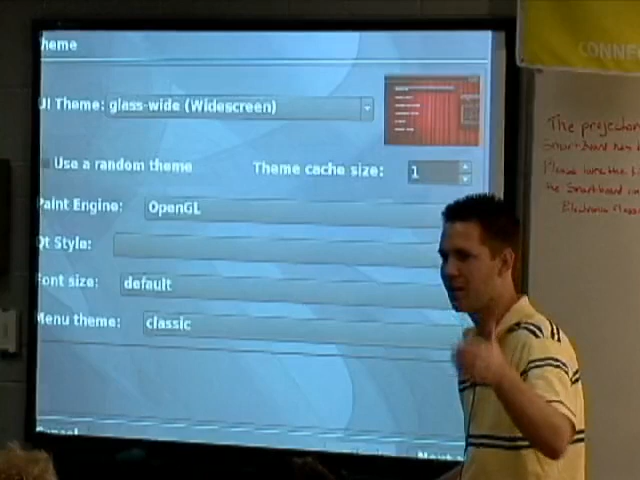 heme
UI Theme: glass-wide (Widescreen)
Use a random theme
Theme cache size: 1
Paint Engine: OpenGL
Qt Style:
Font size: default
Menu theme: classic
CONNE
The projector
Please
the Smartboard